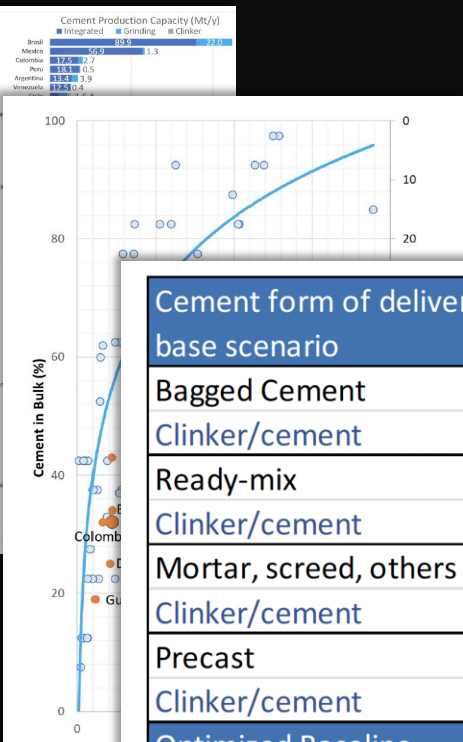 Cement Production Capacity (Mt/y)
Integrated Grinding Clinker
Brasil 89.9 22.0
Mexico 56.9 1.3
Colombia 17.5 2.7
Peru 18.1 0.5
Argentina 13.4 3.9
Venezuela 12.5 0.4
100 0
10
80 20
60
Cement in Bulk (%)
40
Colomb
20
Gu
0
0
Cement form of deliver
base scenario
Bagged Cement
Clinker/cement
Ready-mix
Clinker/cement
Mortar, screed, others
Clinker/cement
Precast
Clinker/cement